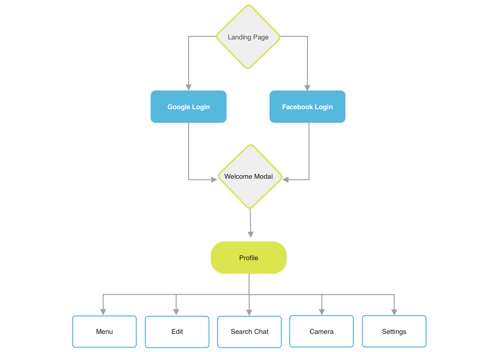 Landing Page
Google Login
Facebook Login
Welcome Modal
Profile
Menu
Edit
Search Chat
Camera
Settings